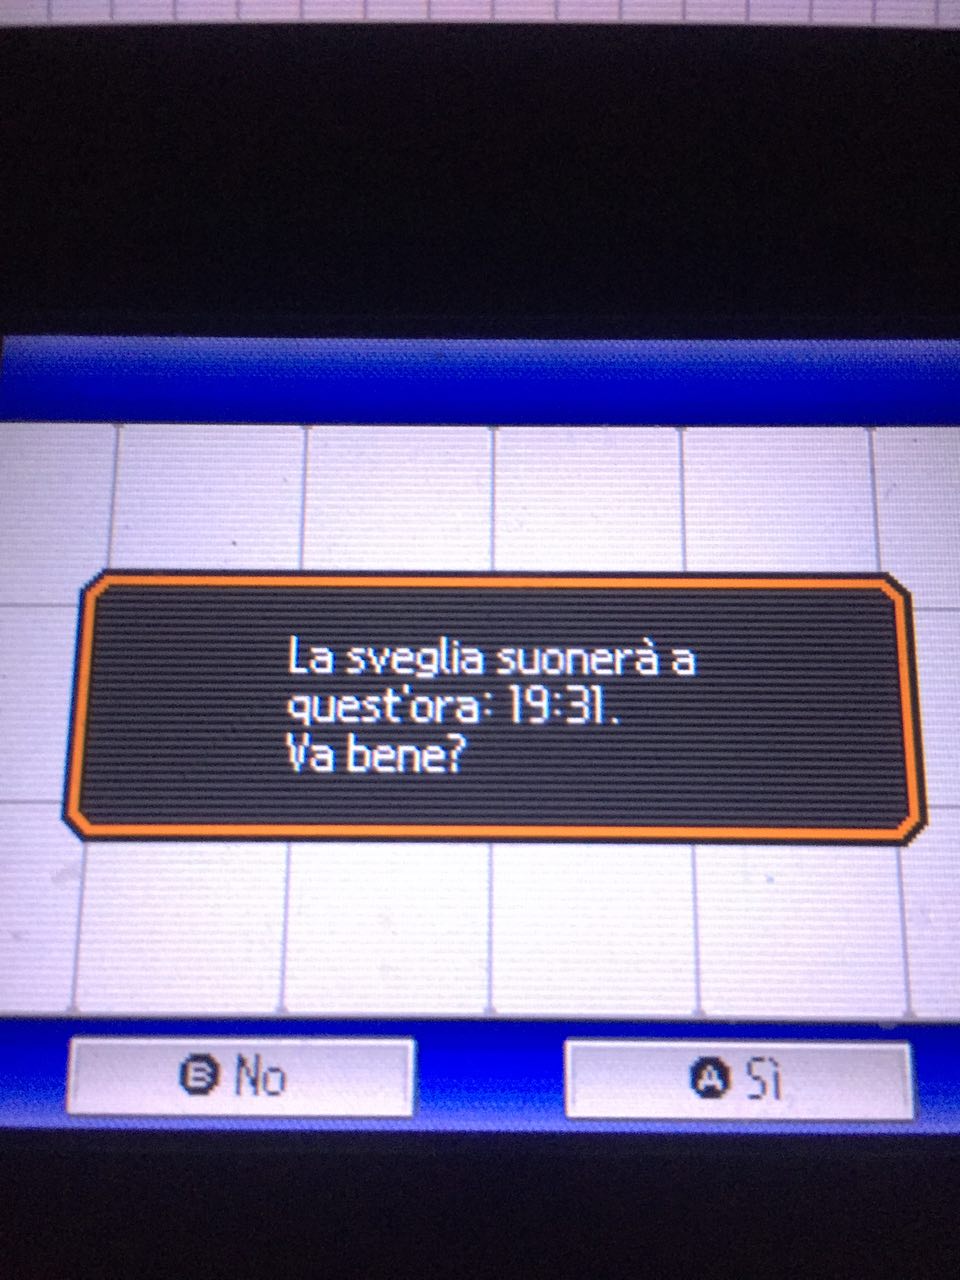 La sveglia suonerà a
quest'ora: 19:31.
Va bene?
B No
A Sì